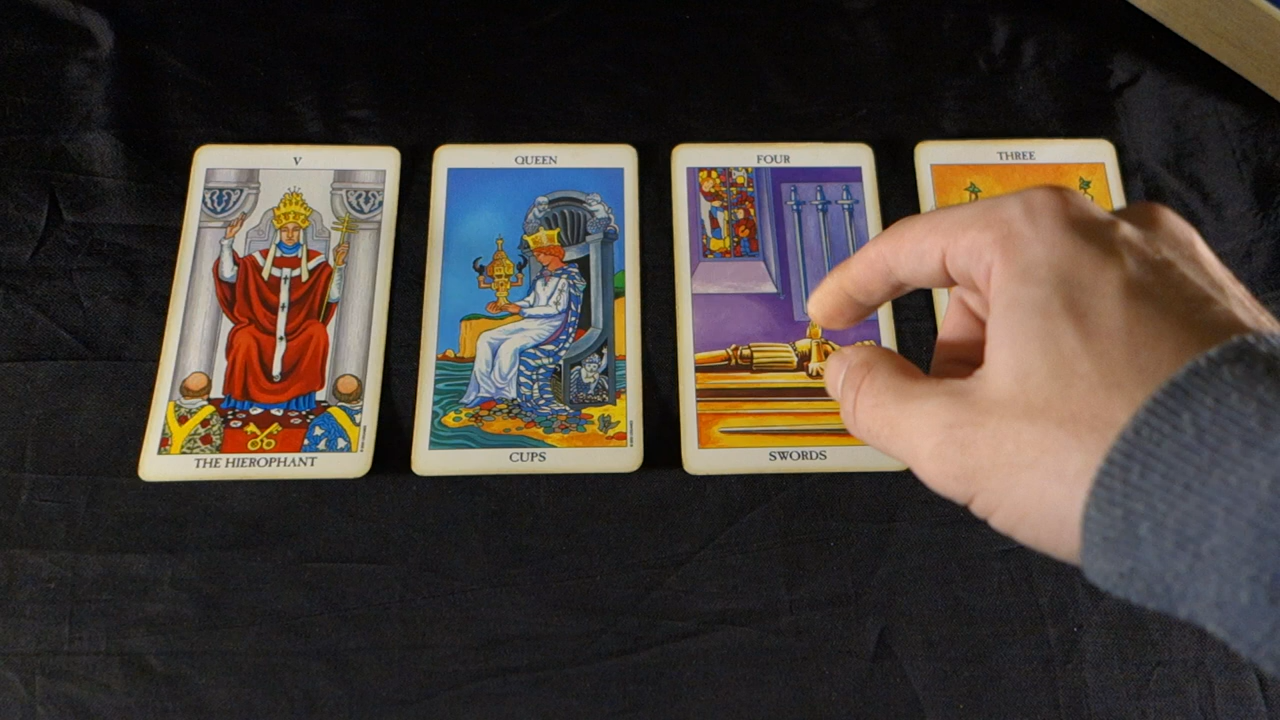 V
THE HIEROPHANT
QUEEN
CUPS
FOUR
SWORDS
THREE